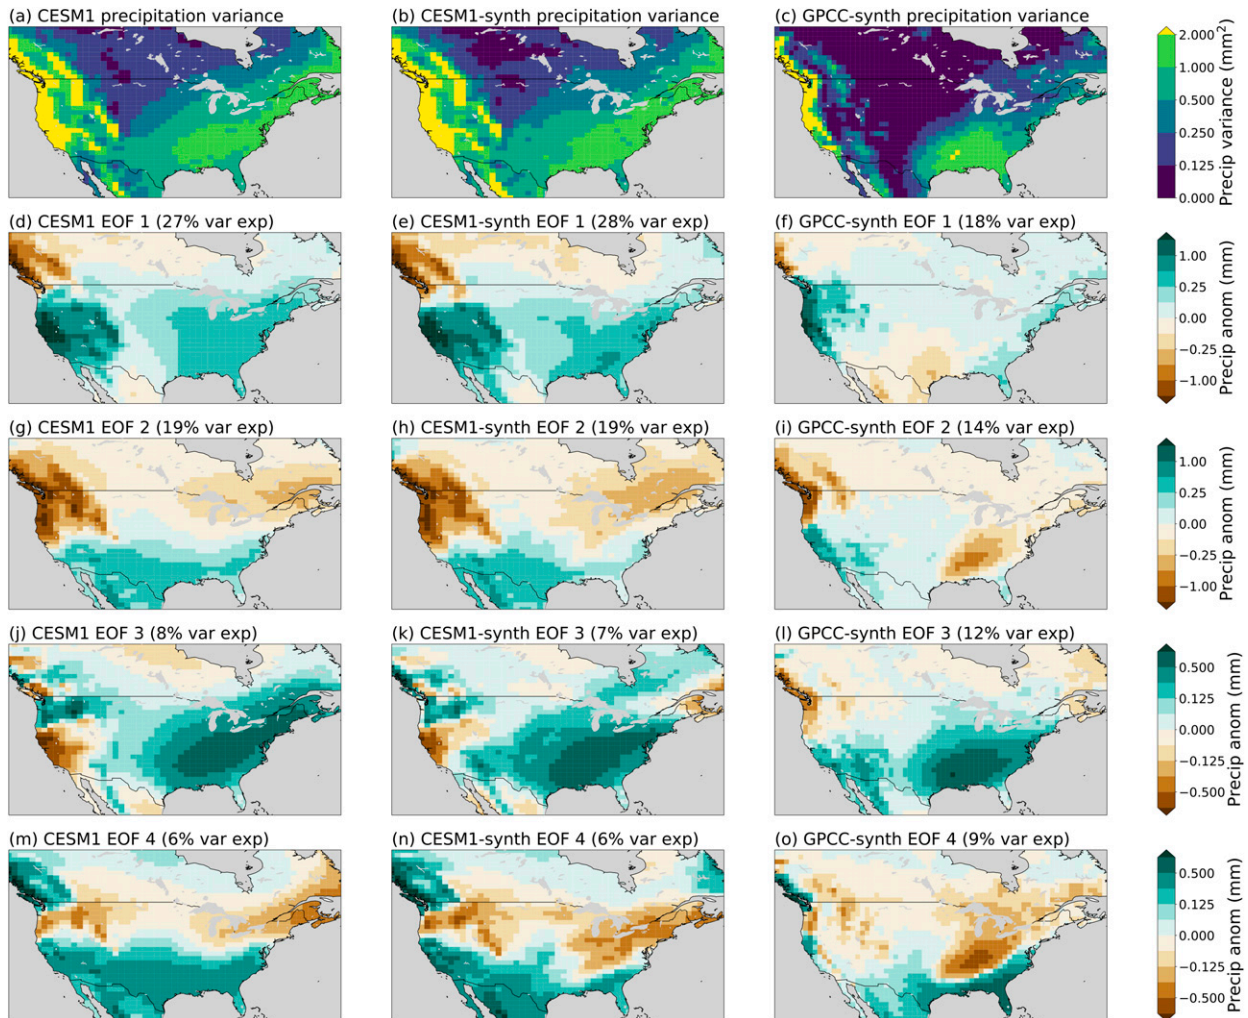 (a) CESM1 precipitation variance
(b) CESM1-synth precipitation variance
(c) GPCC-synth precipitation variance
2.000
1.000
0.500
0.250
0.125
0.000
Precip variance (mm²)
(d) CESM1 EOF 1 (27% var exp)
(e) CESM1-synth EOF 1 (28% var exp)
(f) GPCC-synth EOF 1 (18% var exp)
1.00
0.25
0.00
−0.25
−1.00
Precip anom (mm)
(g) CESM1 EOF 2 (19% var exp)
(h) CESM1-synth EOF 2 (19% var exp)
(i) GPCC-synth EOF 2 (14% var exp)
1.00
0.25
0.00
−0.25
−1.00
Precip anom (mm)
(j) CESM1 EOF 3 (8% var exp)
(k) CESM1-synth EOF 3 (7% var exp)
(l) GPCC-synth EOF 3 (12% var exp)
0.500
0.125
0.000
−0.125
−0.500
Precip anom (mm)
(m) CESM1 EOF 4 (6% var exp)
(n) CESM1-synth EOF 4 (6% var exp)
(o) GPCC-synth EOF 4 (9% var exp)
0.500
0.125
0.000
−0.125
−0.500
Precip anom (mm)